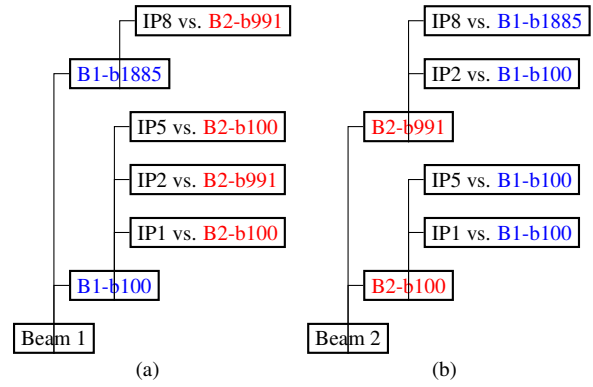 IP8 vs. B2-b991
B1-b1885
IP5 vs. B2-b100
IP2 vs. B2-b991
IP1 vs. B2-b100
B1-b100
Beam 1
(a)
IP8 vs. B1-b1885
IP2 vs. B1-b100
B2-b991
IP5 vs. B1-b100
IP1 vs. B1-b100
B2-b100
Beam 2
(b)